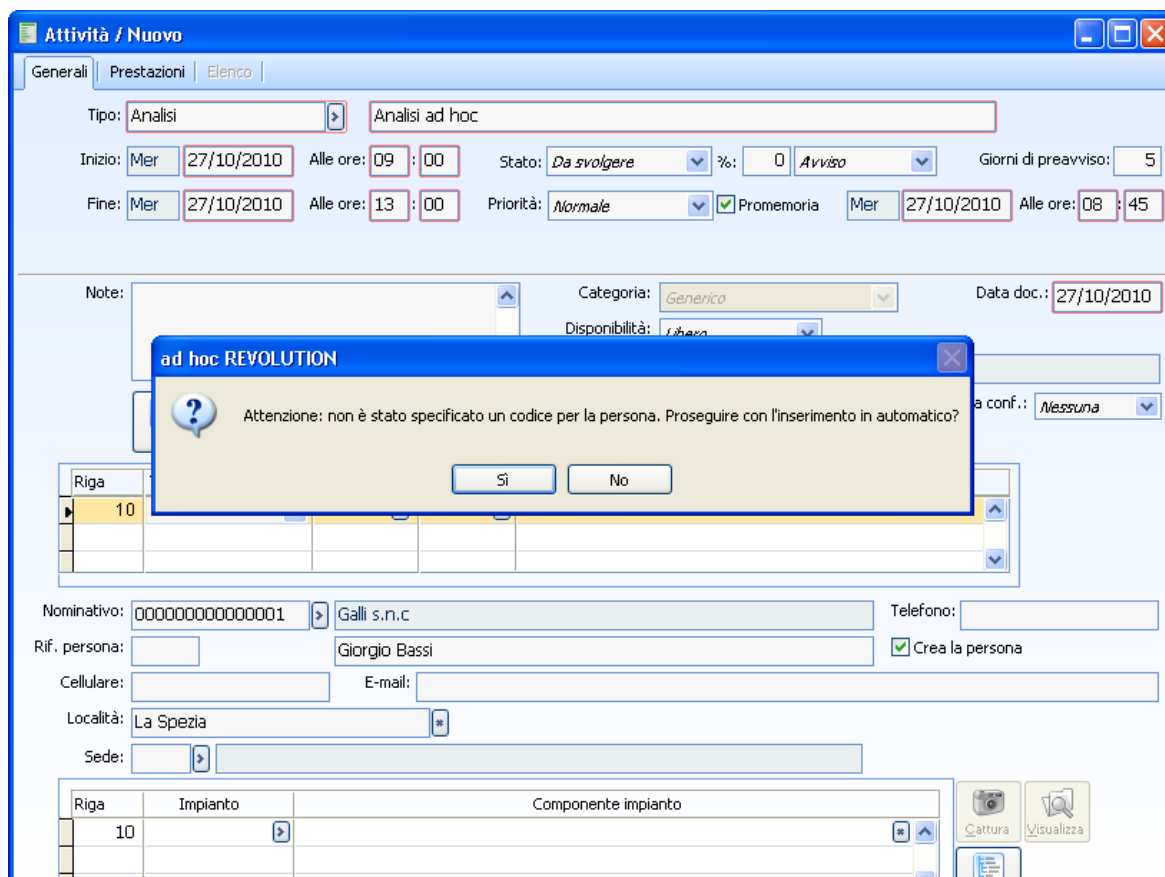 Attività / Nuovo
Generali Prestazioni Elenco
Tipo: Analisi Analisi ad hoc
Inizio: Mer 27/10/2010 Alle ore: 09 : 00 Stato: Da svolgere %: 0 Avviso Giorni di preavviso: 5
Fine: Mer 27/10/2010 Alle ore: 13 : 00 Priorità: Normale Promemoria Mer 27/10/2010 Alle ore: 08 : 45
Note: Categoria: Generico Data doc.: 27/10/2010
Disponibilità: Libero
ad hoc REVOLUTION
Attenzione: non è stato specificato un codice per la persona. Proseguire con l'inserimento in automatico?
a conf.: Nessuna
Sì No
Riga
10
Nominativo: 000000000000001 Galli s.n.c Telefono:
Rif. persona: Giorgio Bassi Crea la persona
Cellulare: E-mail:
Località: La Spezia
Sede:
Riga Impianto Componente impianto
10
Cattura Visualizza